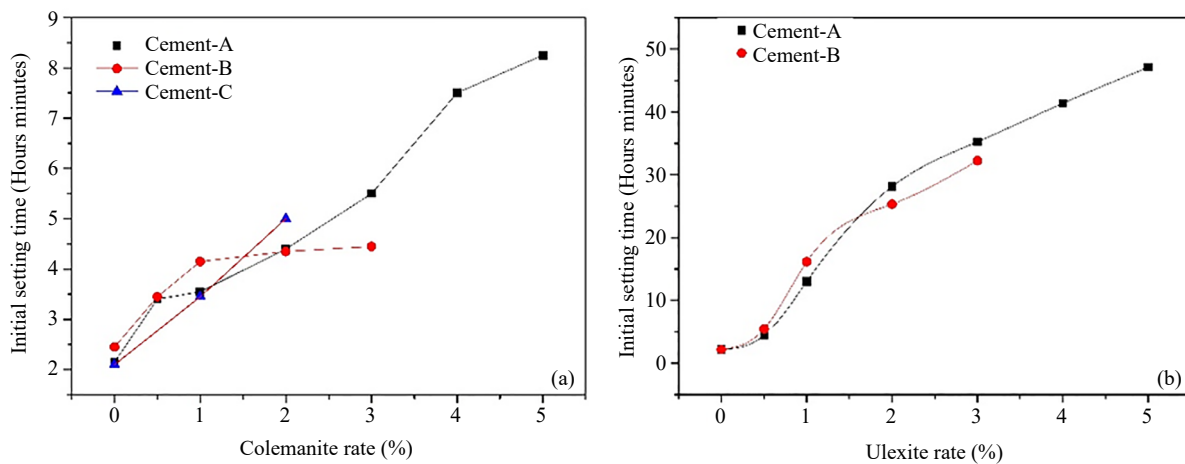 Initial setting time (Hours minutes)
9
8
7
6
5
4
3
2
Cement-A
Cement-B
Cement-C
(a)
0 1 2 3 4 5
Colemanite rate (%)
Initial setting time (Hours minutes)
50
40
30
20
10
0
Cement-A
Cement-B
(b)
0 1 2 3 4 5
Ulexite rate (%)